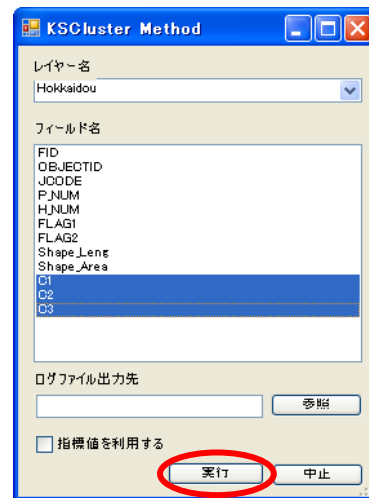 KSCluster Method
レイヤー名
Hokkaidou
フィールド名
FID
OBJECTID
JCODE
P_NUM
H_NUM
FLAG1
FLAG2
Shape_Leng
Shape_Area
C1
C2
C3
ログファイル出力先
参照
指標値を利用する
実行 中止